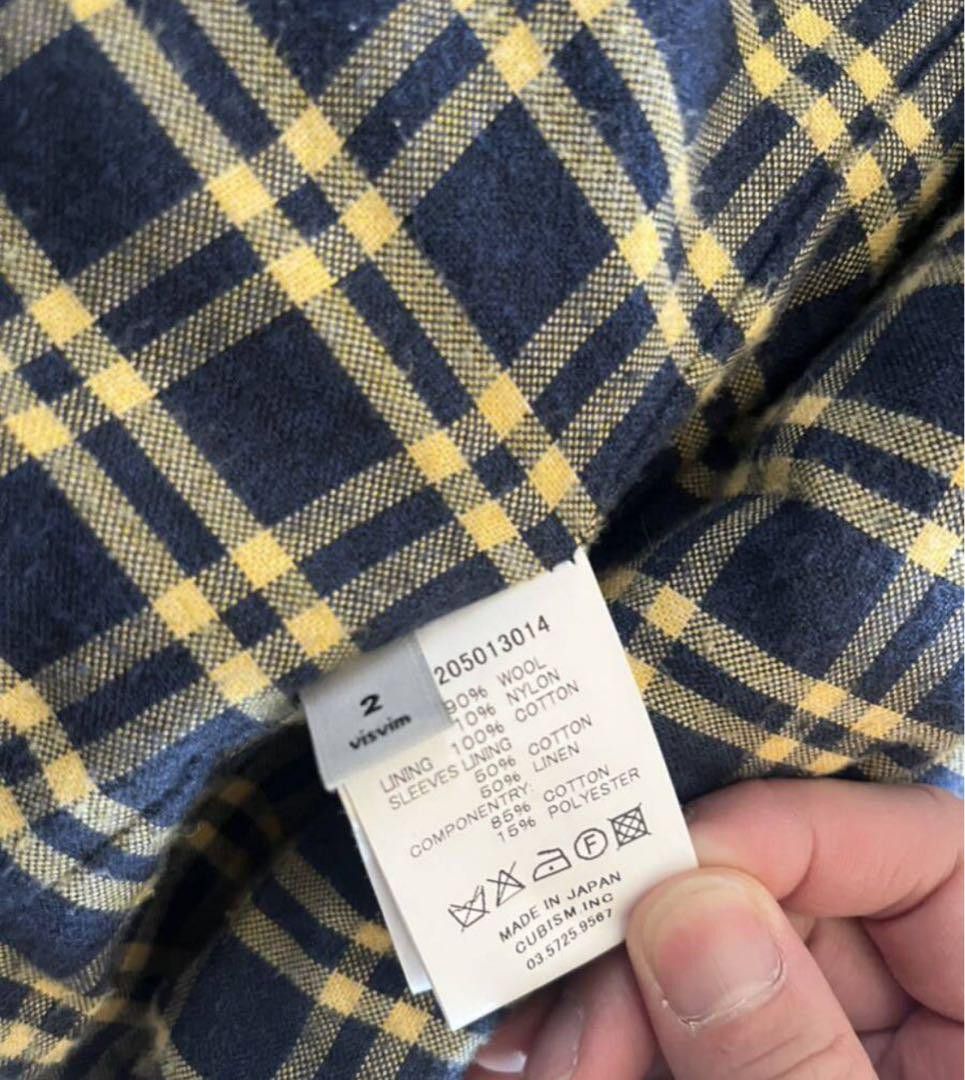 2
visvim
205013014
90% WOOL
10% NYLON
LINING 100% COTTON
SLEEVES LINING
60% COTTON
50% LINEN
COMPONENTRY:
85% COTTON
15% POLYESTER
F
MADE IN JAPAN
CUBISM.INC
03.5725.9567